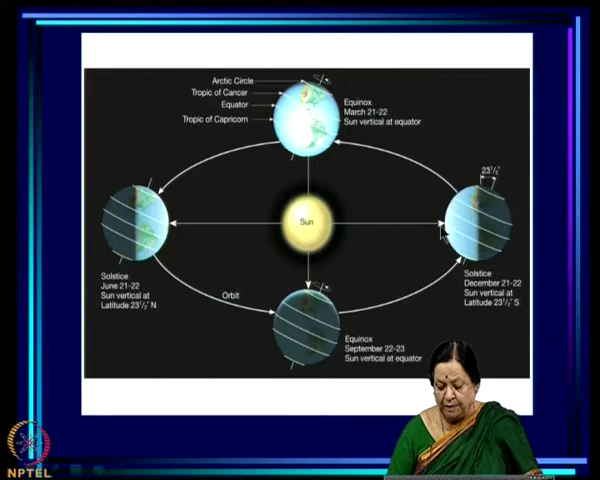 Arctic Circle
Tropic of Cancer
Equator
Tropic of Capricorn
Equinox
March 21-22
Sun vertical at equator
23½°
Sun
Solstice
June 21-22
Sun vertical at
Latitude 23½° N
Orbit
Solstice
December 21-22
Sun vertical at
Latitude 23½° S
Equinox
September 22-23
Sun vertical at equator
NPTEL